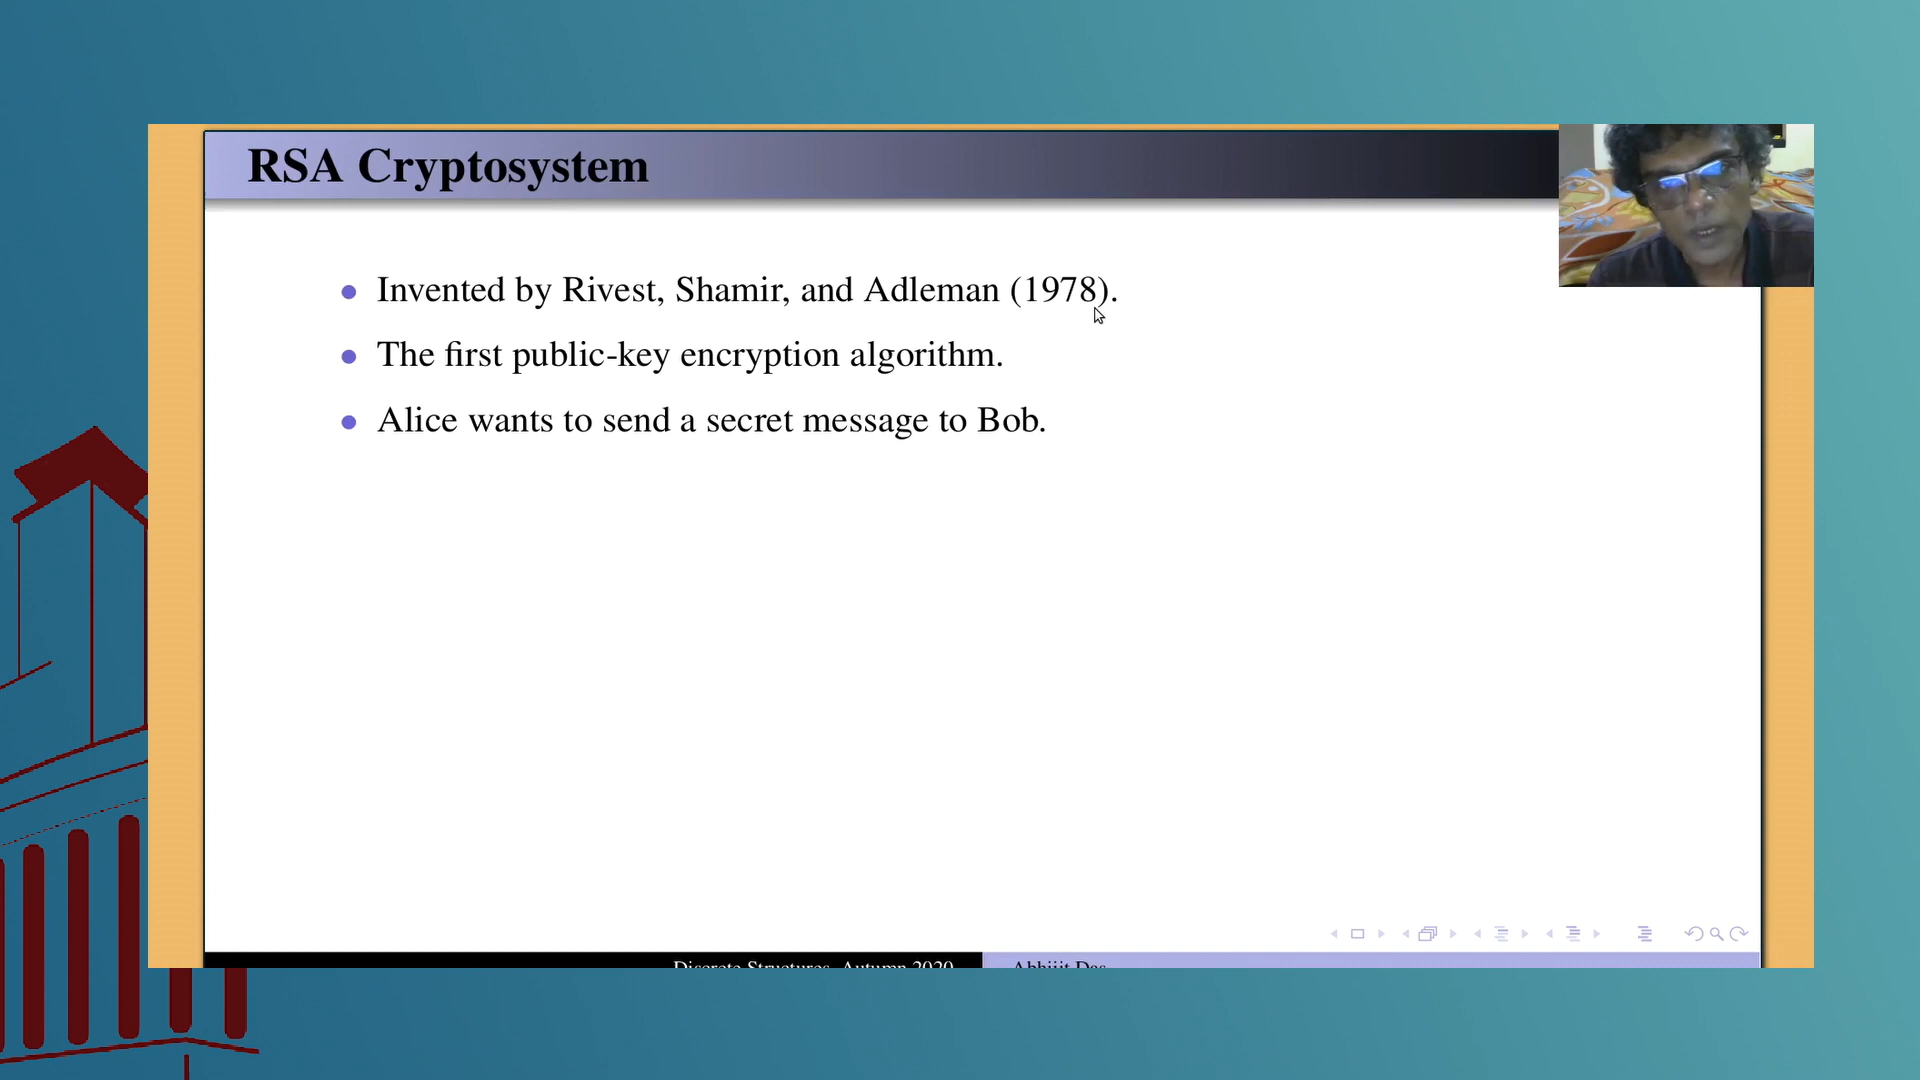 RSA Cryptosystem
Invented by Rivest, Shamir, and Adleman (1978).
The first public-key encryption algorithm.
Alice wants to send a secret message to Bob.
Discrete Structures, Autumn 2020 Abhijit Das